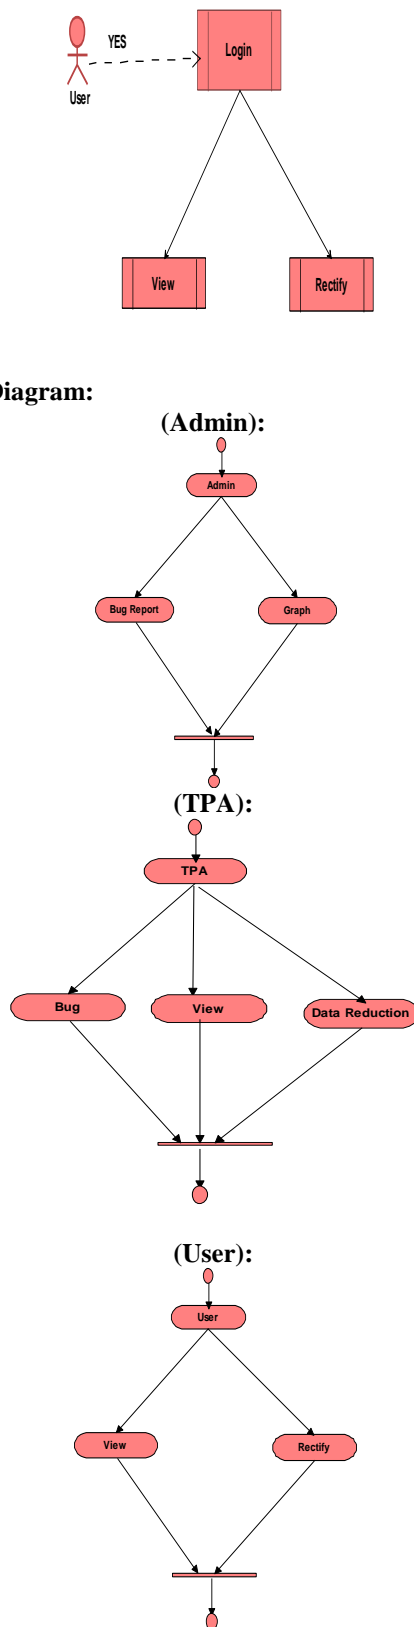 YES
Login
User
View
Rectify
Diagram:
(Admin):
Admin
Bug Report
Graph
(TPA):
TPA
Bug
View
Data Reduction
(User):
User
View
Rectify